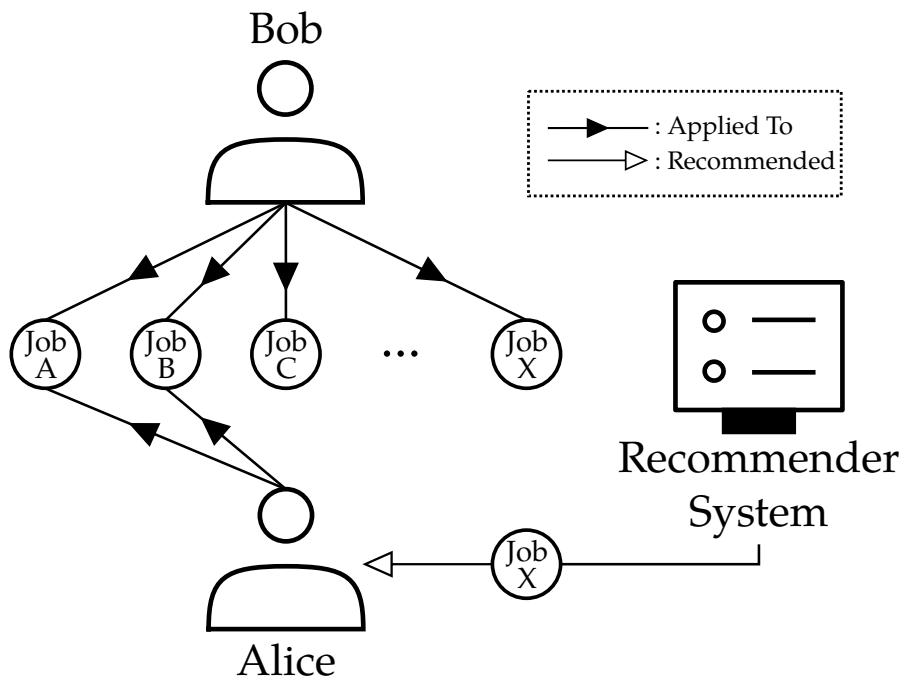 Bob
: Applied To
: Recommended
Job
A
Job
B
Job
C
...
Job
X
Recommender
System
Job
X
Alice